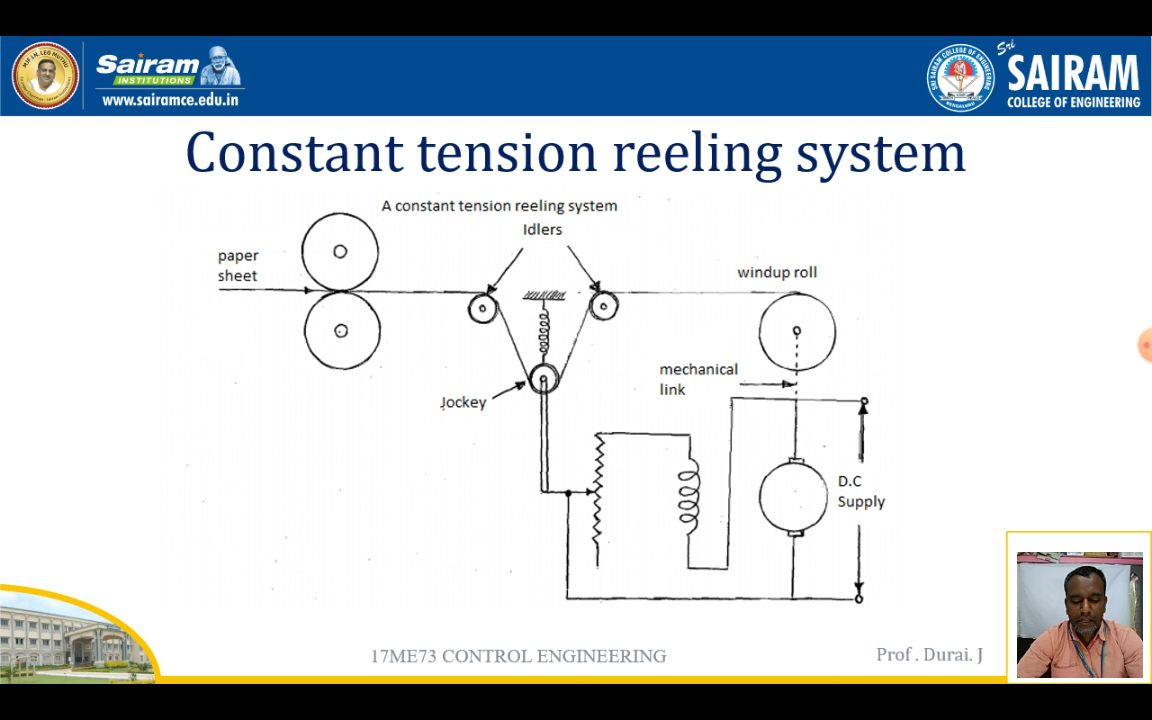 Sairam
INSTITUTIONS
www.sairamce.edu.in
Sri
SAIRAM
COLLEGE OF ENGINEERING
Constant tension reeling system
A constant tension reeling system
Idlers
paper
sheet
windup roll
mechanical
link
Jockey
D.C
Supply
17ME73 CONTROL ENGINEERING
Prof . Durai. J